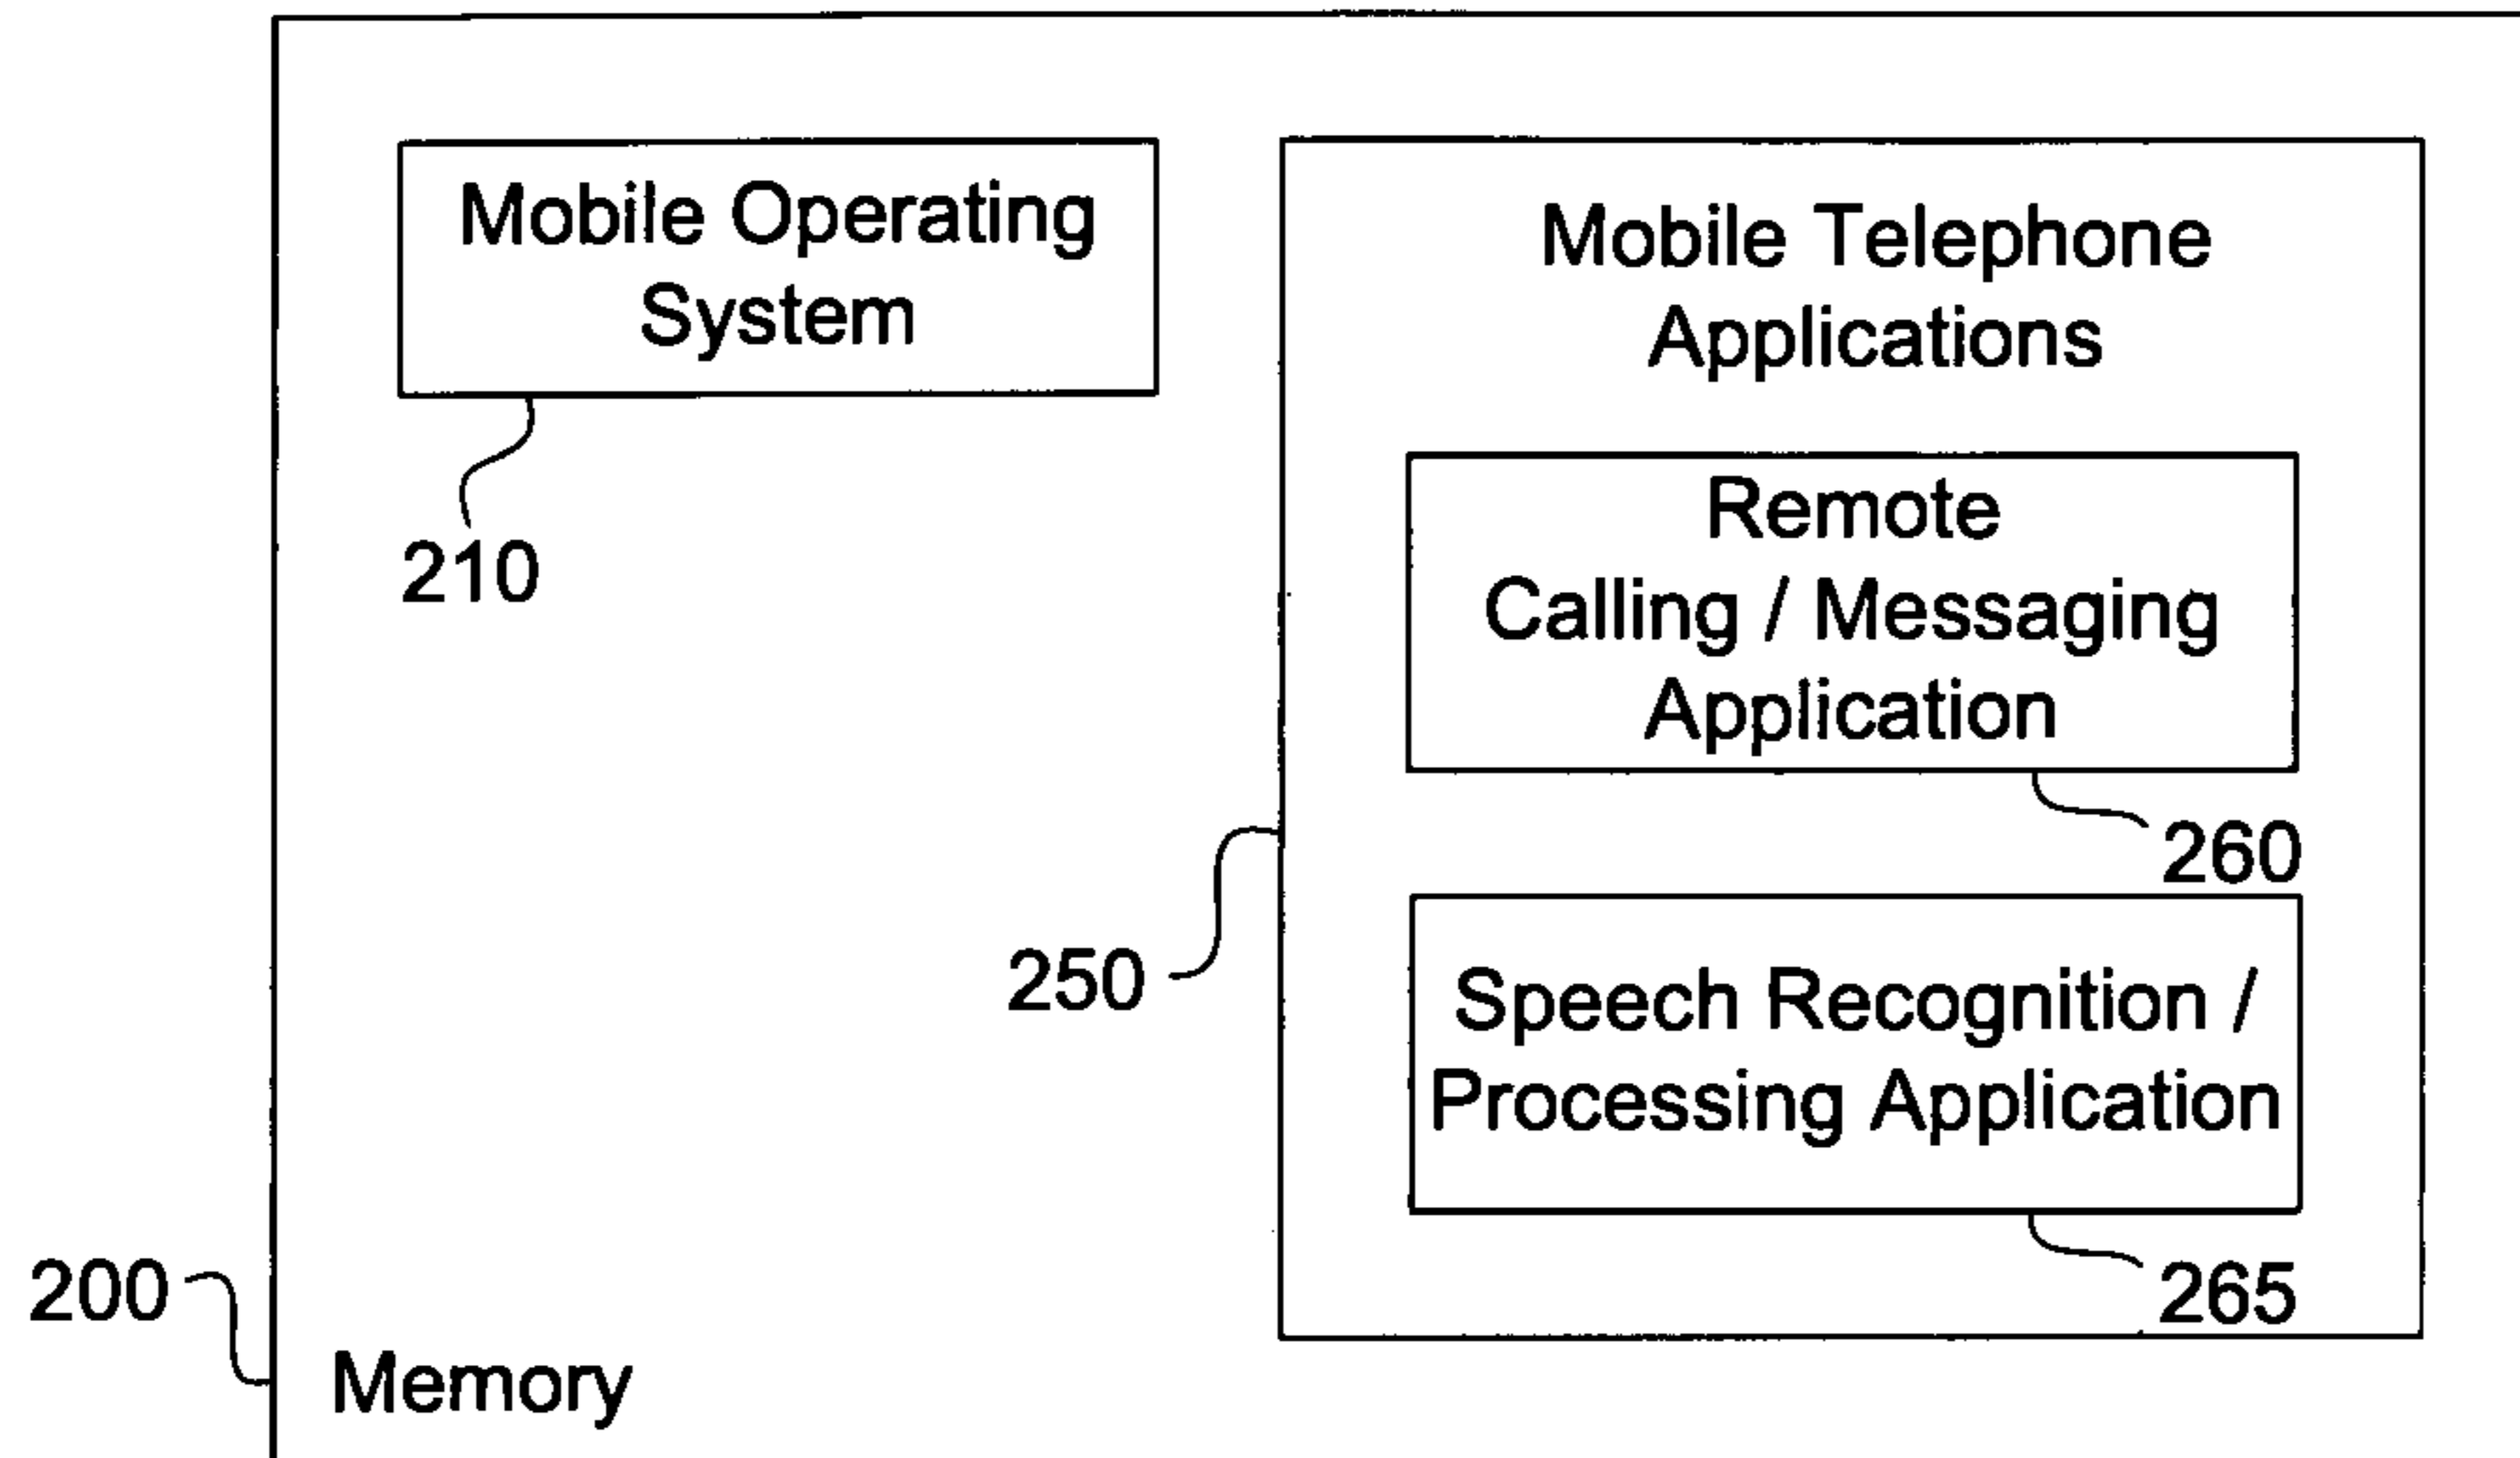 Mobile Operating
System
210
Mobile Telephone
Applications
Remote
Calling / Messaging
Application
260
250
Speech Recognition /
Processing Application
265
200
Memory